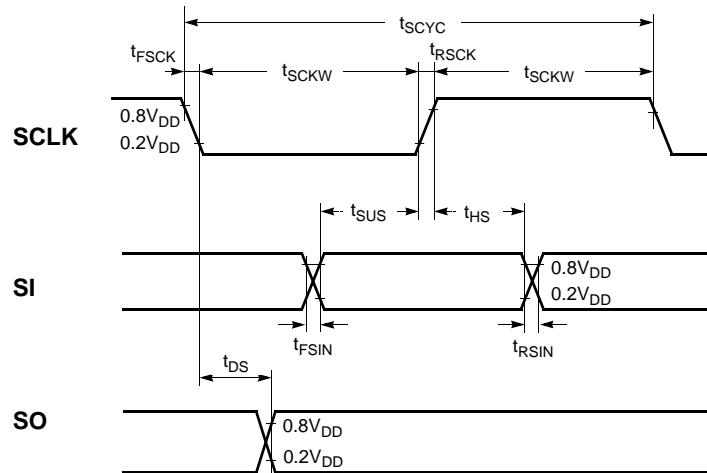 tSCYC
tFSCK tSCKW tRSCK tSCKW
SCLK
0.8VDD
0.2VDD
tSUS tHS
SI
0.8VDD
0.2VDD
tFSIN tRSIN
tDS
SO
0.8VDD
0.2VDD